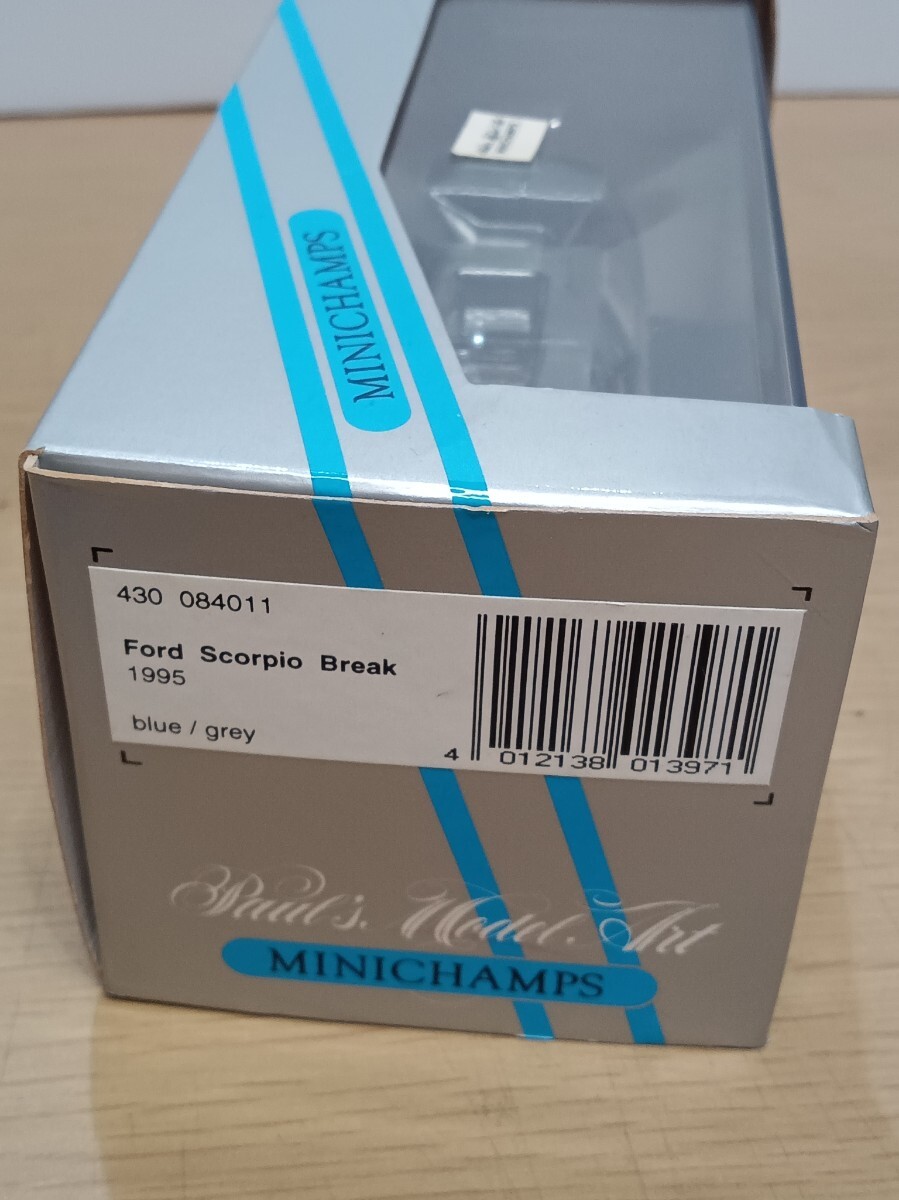 MINICHAMPS
430 084011
Ford Scorpio Break
1995
blue / grey
4 012138 013971
Paul's. Model. Art
MINICHAMPS